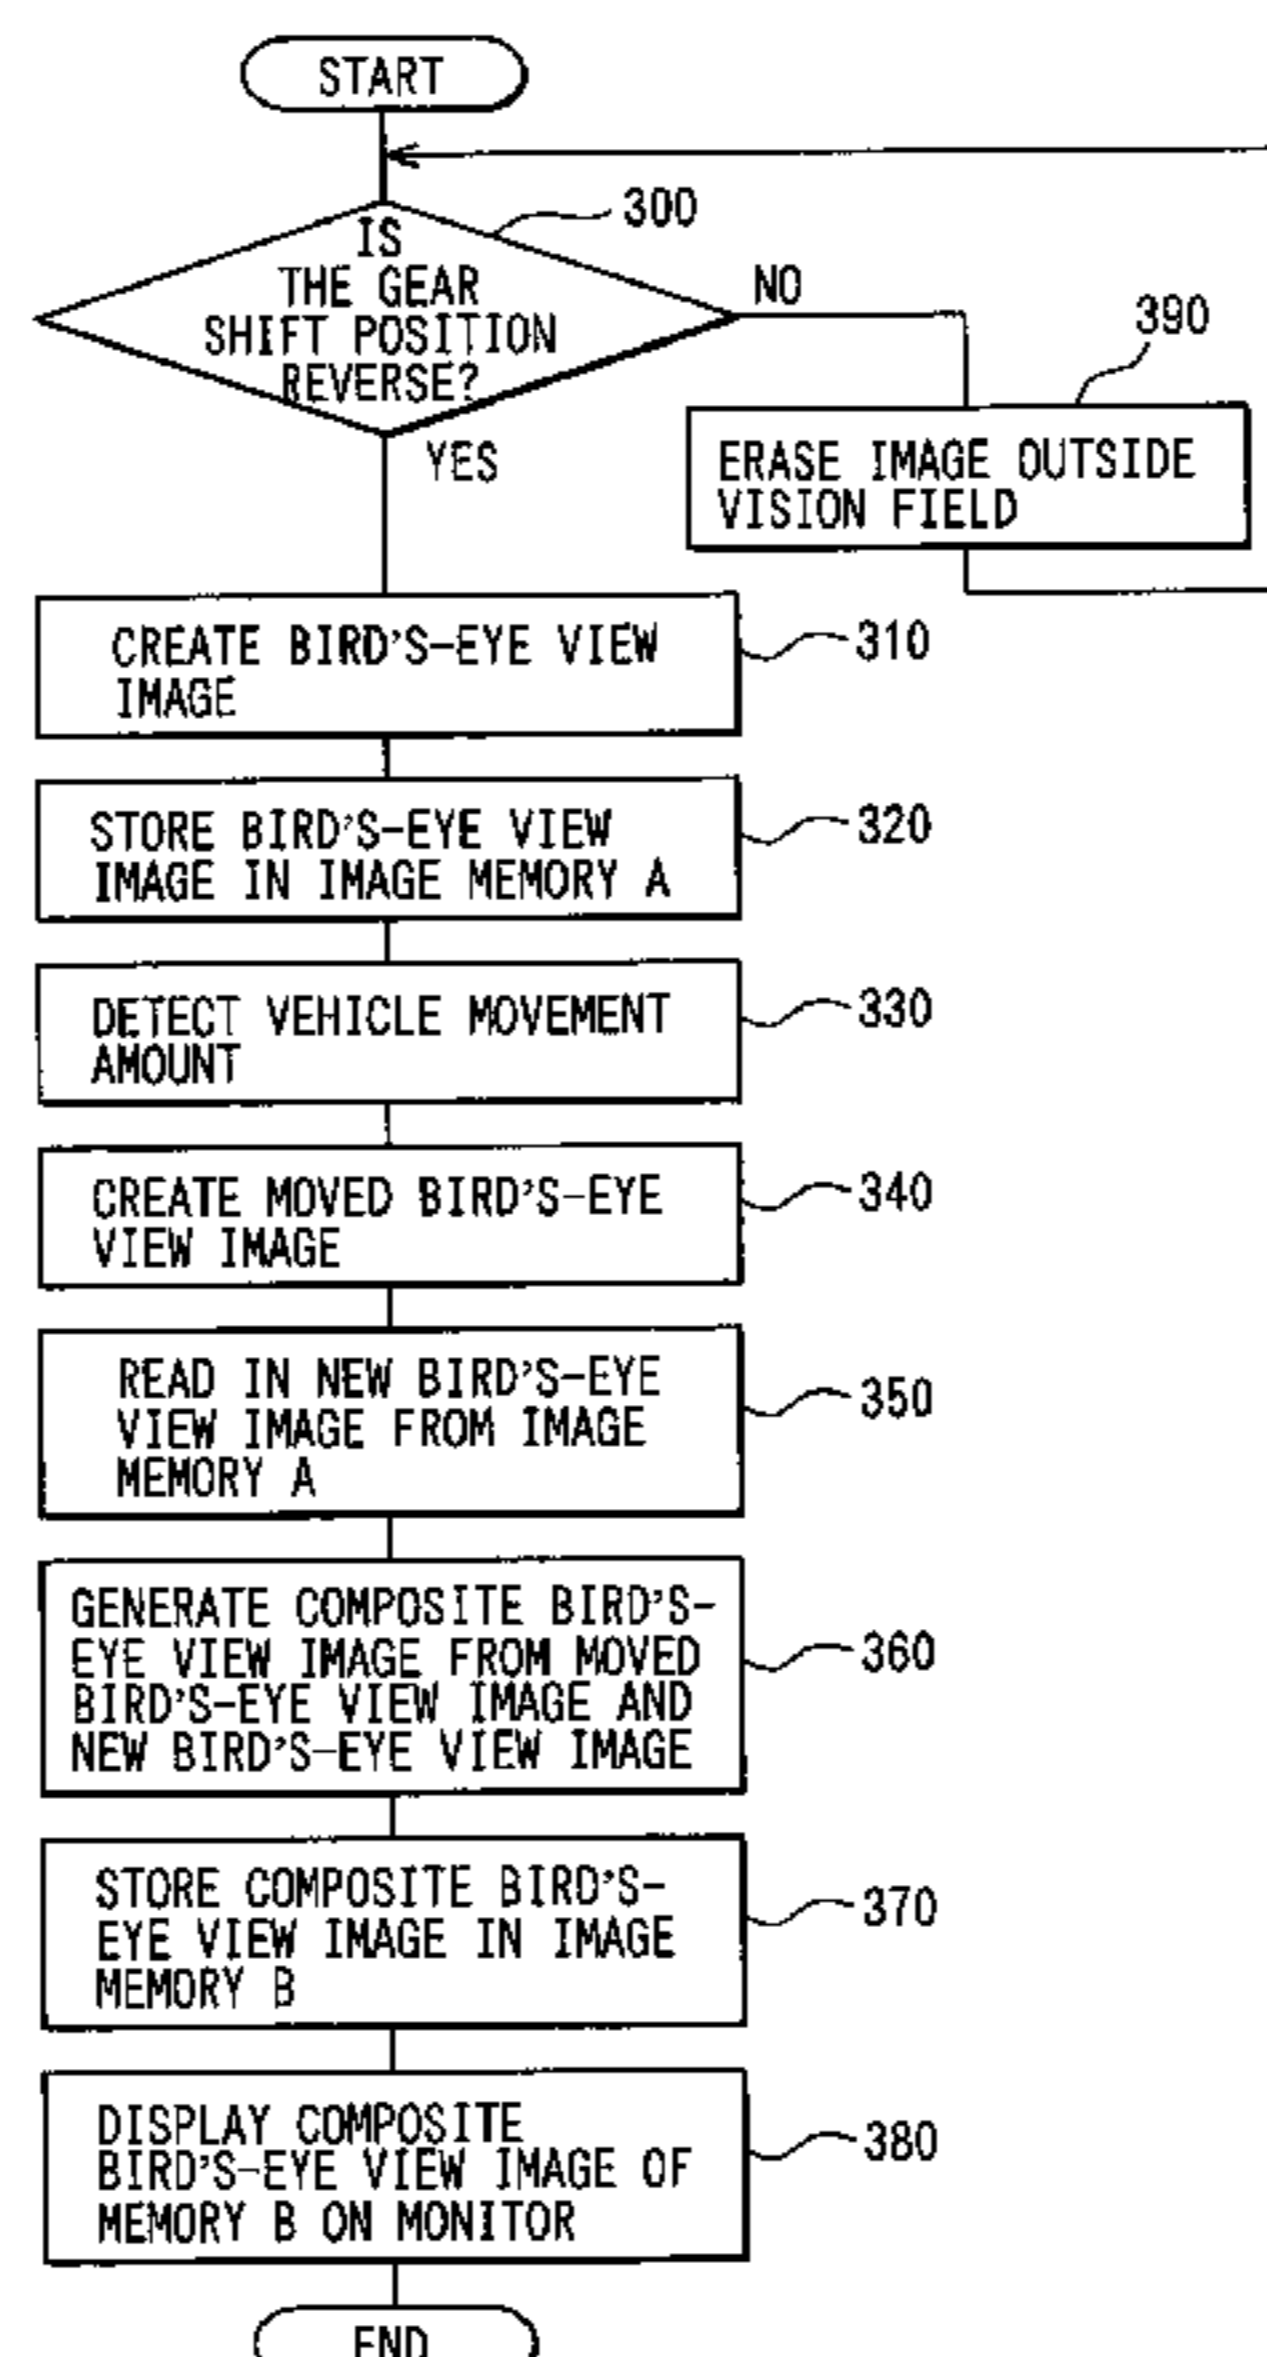 START
300
IS
THE GEAR
SHIFT POSITION
REVERSE?
NO
YES
390
ERASE IMAGE OUTSIDE
VISION FIELD
CREATE BIRD'S-EYE VIEW
IMAGE
310
STORE BIRD'S-EYE VIEW
IMAGE IN IMAGE MEMORY A
320
DETECT VEHICLE MOVEMENT
AMOUNT
330
CREATE MOVED BIRD'S-EYE
VIEW IMAGE
340
READ IN NEW BIRD'S-EYE
VIEW IMAGE FROM IMAGE
MEMORY A
350
GENERATE COMPOSITE BIRD'S-
EYE VIEW IMAGE FROM MOVED
BIRD'S-EYE VIEW IMAGE AND
NEW BIRD'S-EYE VIEW IMAGE
360
STORE COMPOSITE BIRD'S-
EYE VIEW IMAGE IN IMAGE
MEMORY B
370
DISPLAY COMPOSITE
BIRD'S-EYE VIEW IMAGE OF
MEMORY B ON MONITOR
380
END